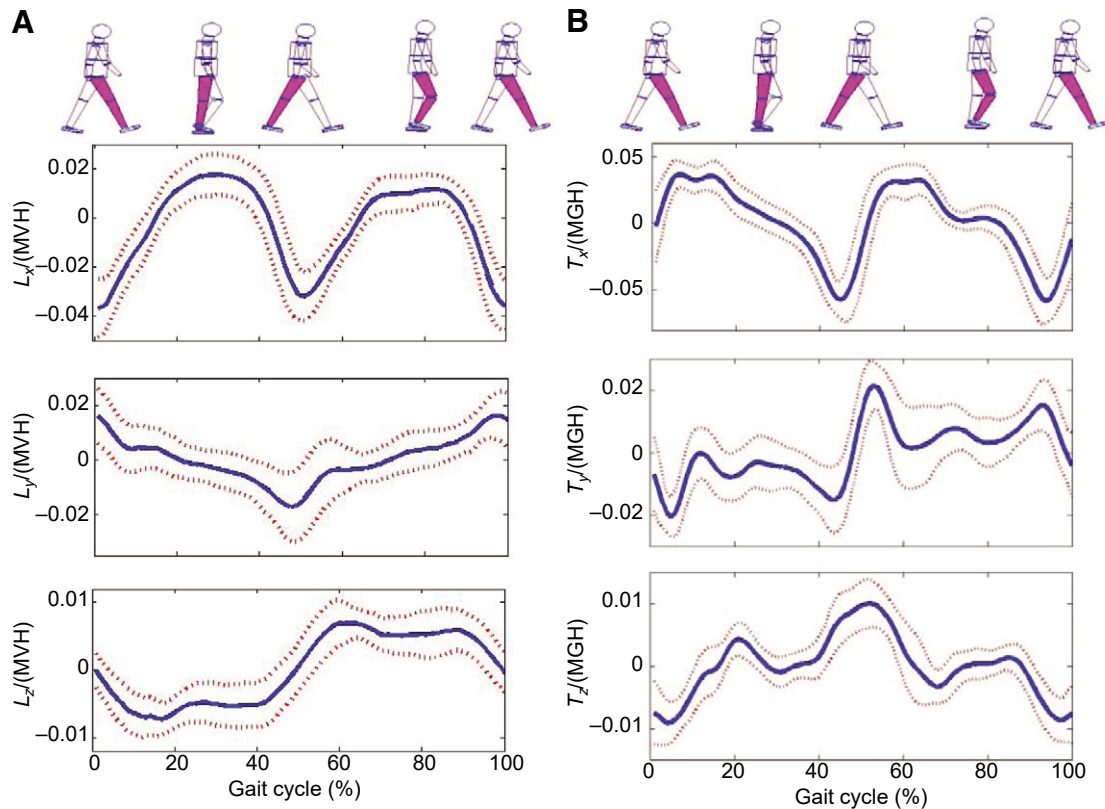 A
B
0.02
0
–0.02
–0.04
Lx/(MVH)
0.05
0
–0.05
Tx/(MGH)
0.02
0
–0.02
Ly/(MVH)
0.02
0
–0.02
Ty/(MGH)
0.01
0
–0.01
Lz/(MVH)
0 20 40 60 80 100
Gait cycle (%)
0.01
0
–0.01
Tz/(MGH)
0 20 40 60 80 100
Gait cycle (%)